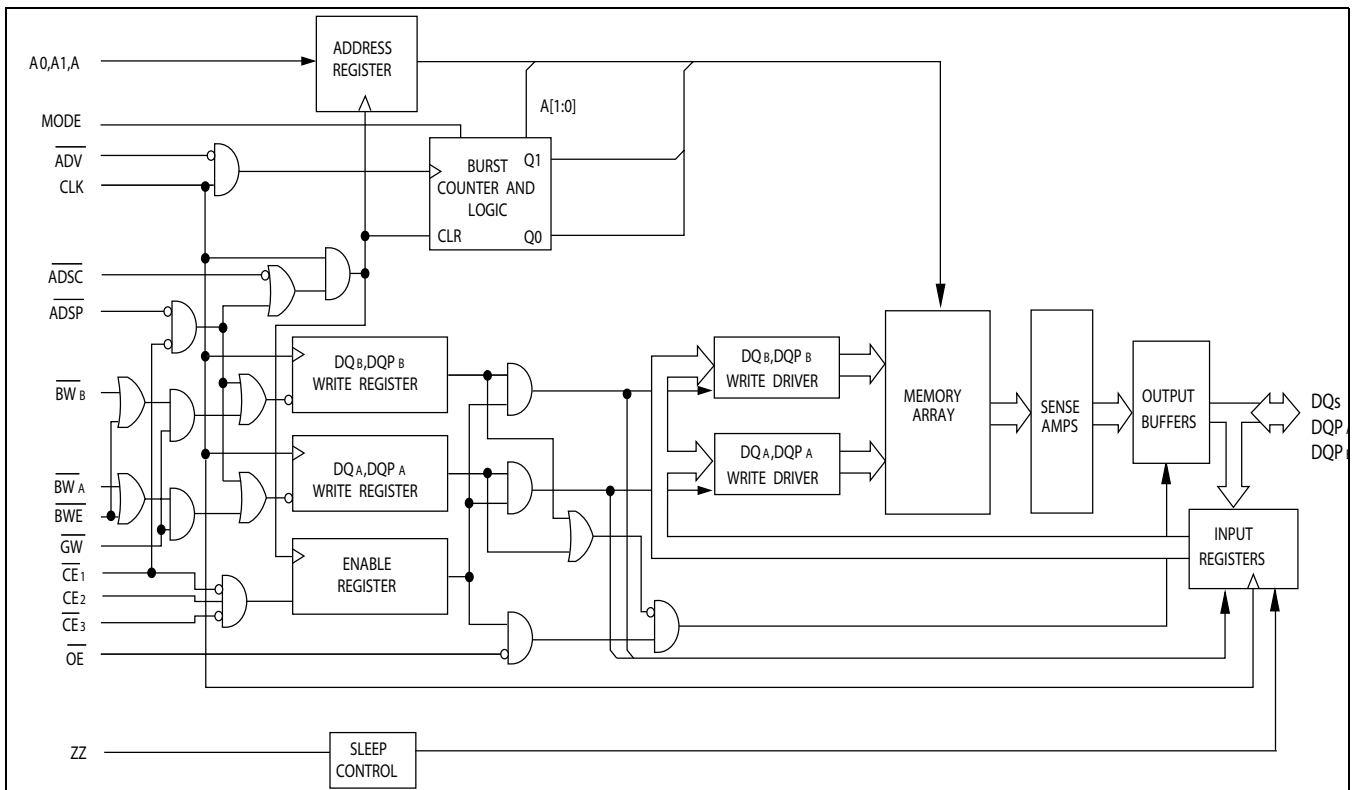 A0,A1,A
ADDRESS
REGISTER
MODE
A[1:0]
ADV
CLK
BURST
COUNTER AND
LOGIC
CLR
Q1
Q0
ADSC
ADSP
DQB,DQPB
WRITE REGISTER
DQB,DQPB
WRITE DRIVER
MEMORY
ARRAY
SENSE
AMPS
OUTPUT
BUFFERS
DQs
DQP
DQP
BWB
DQA,DQPA
WRITE REGISTER
DQA,DQPA
WRITE DRIVER
BWA
BWE
GW
CE1
CE2
CE3
ENABLE
REGISTER
INPUT
REGISTERS
OE
ZZ
SLEEP
CONTROL